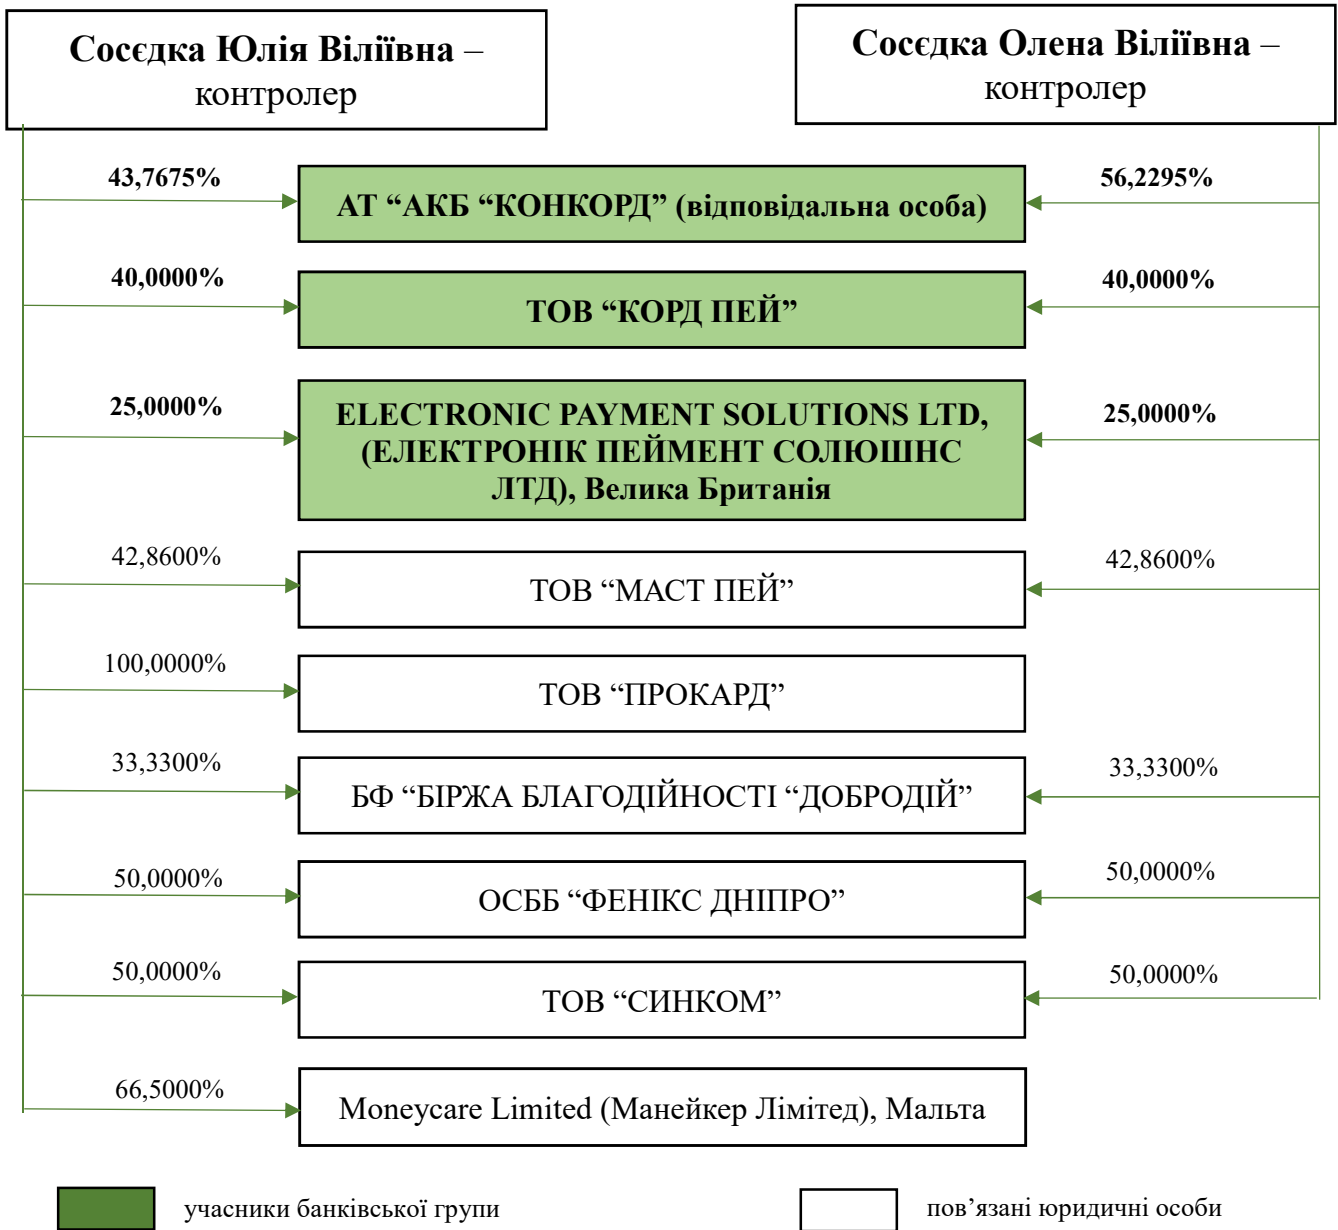 Сосєдка Юлія Віліївна –
контролер
Сосєдка Олена Віліївна –
контролер
43,7675%
АТ “АКБ “КОНКОРД” (відповідальна особа)
56,2295%
40,0000%
ТОВ “КОРД ПЕЙ”
40,0000%
25,0000%
ELECTRONIC PAYMENT SOLUTIONS LTD,
(ЕЛЕКТРОНІК ПЕЙМЕНТ СОЛЮШНС
ЛТД), Велика Британія
25,0000%
42,8600%
ТОВ “МАСТ ПЕЙ”
42,8600%
100,0000%
ТОВ “ПРОКАРД”
33,3300%
БФ “БІРЖА БЛАГОДІЙНОСТІ “ДОБРОДІЙ”
33,3300%
50,0000%
ОСББ “ФЕНІКС ДНІПРО”
50,0000%
50,0000%
ТОВ “СИНКОМ”
50,0000%
66,5000%
Moneycare Limited (Манейкер Лімітед), Мальта
учасники банківської групи
пов’язані юридичні особи